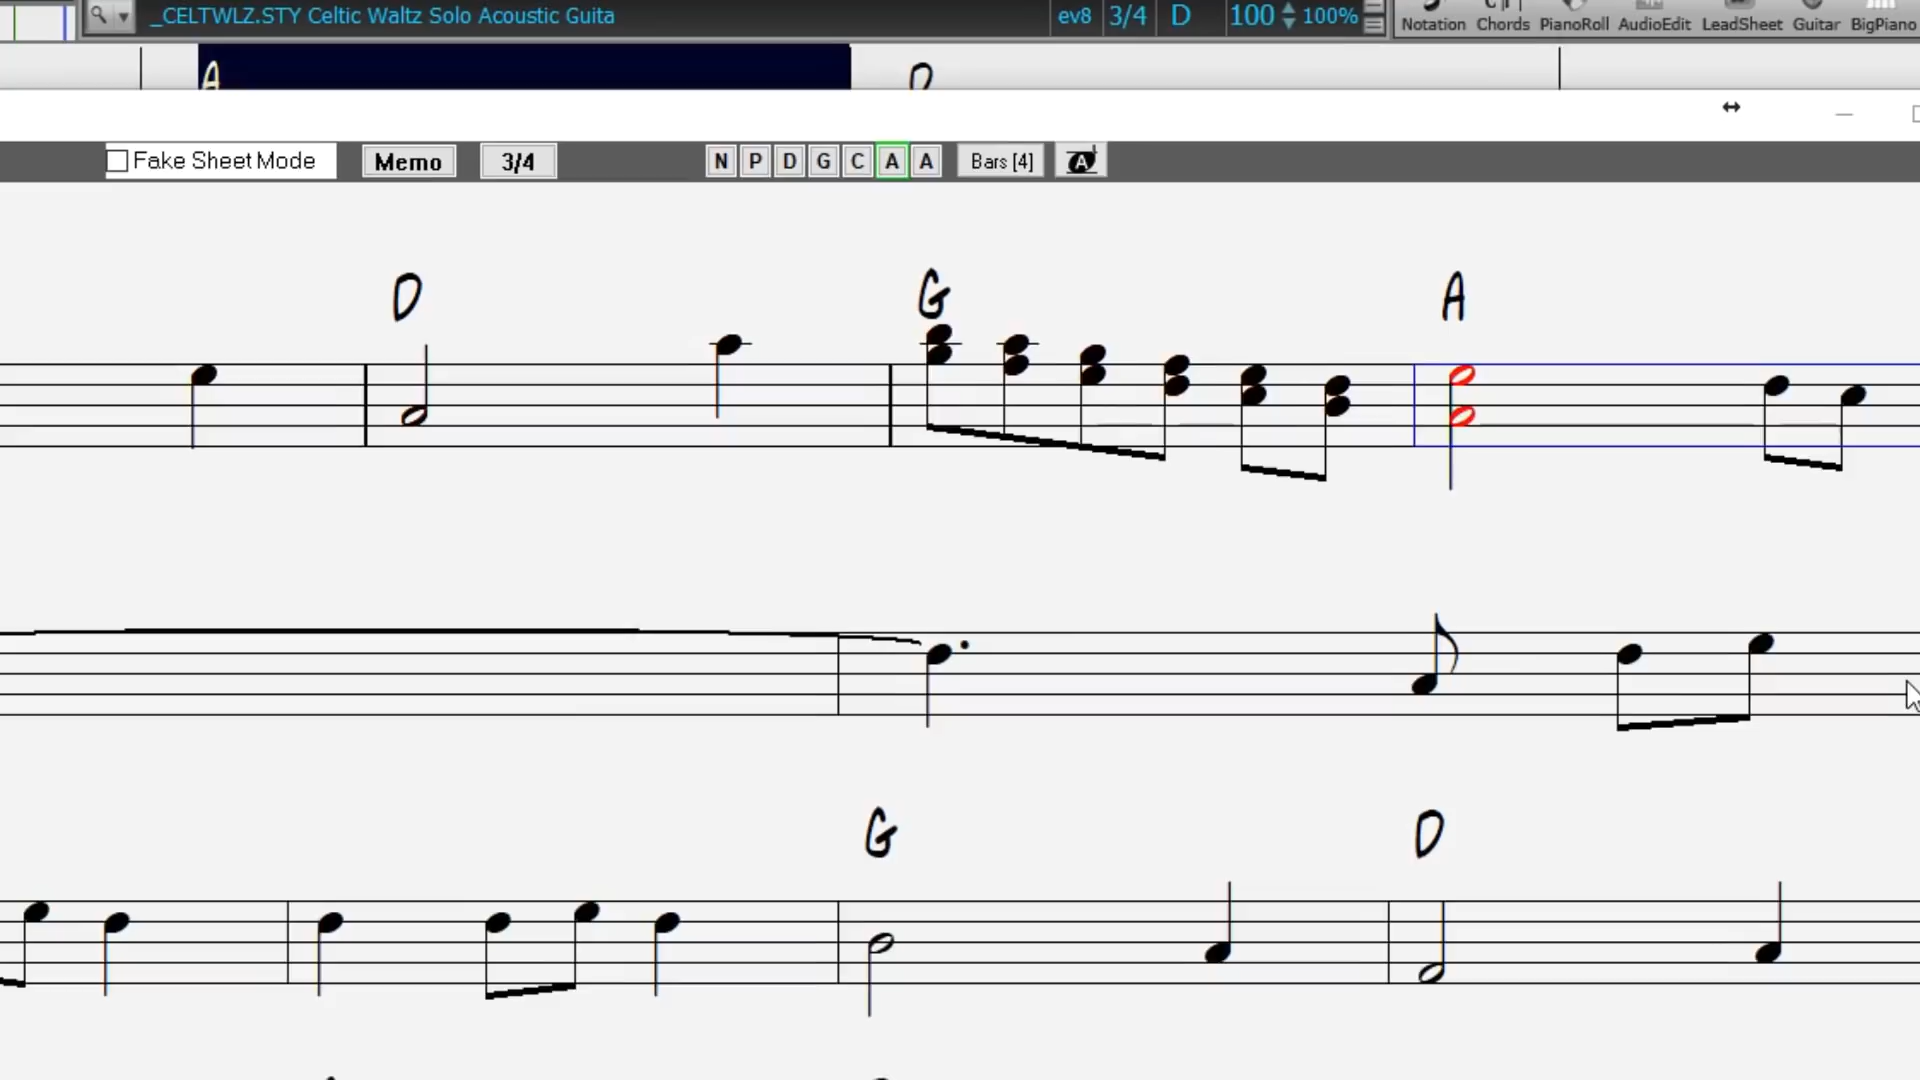 _CELTWLZ.STY Celtic Waltz Solo Acoustic Guita ev8 3/4 D 100 100% Notation Chords PianoRoll AudioEdit LeadSheet Guitar BigPiano
A D
Fake Sheet Mode Memo 3/4 N P D G C A A Bars [4] A
D G A
G D